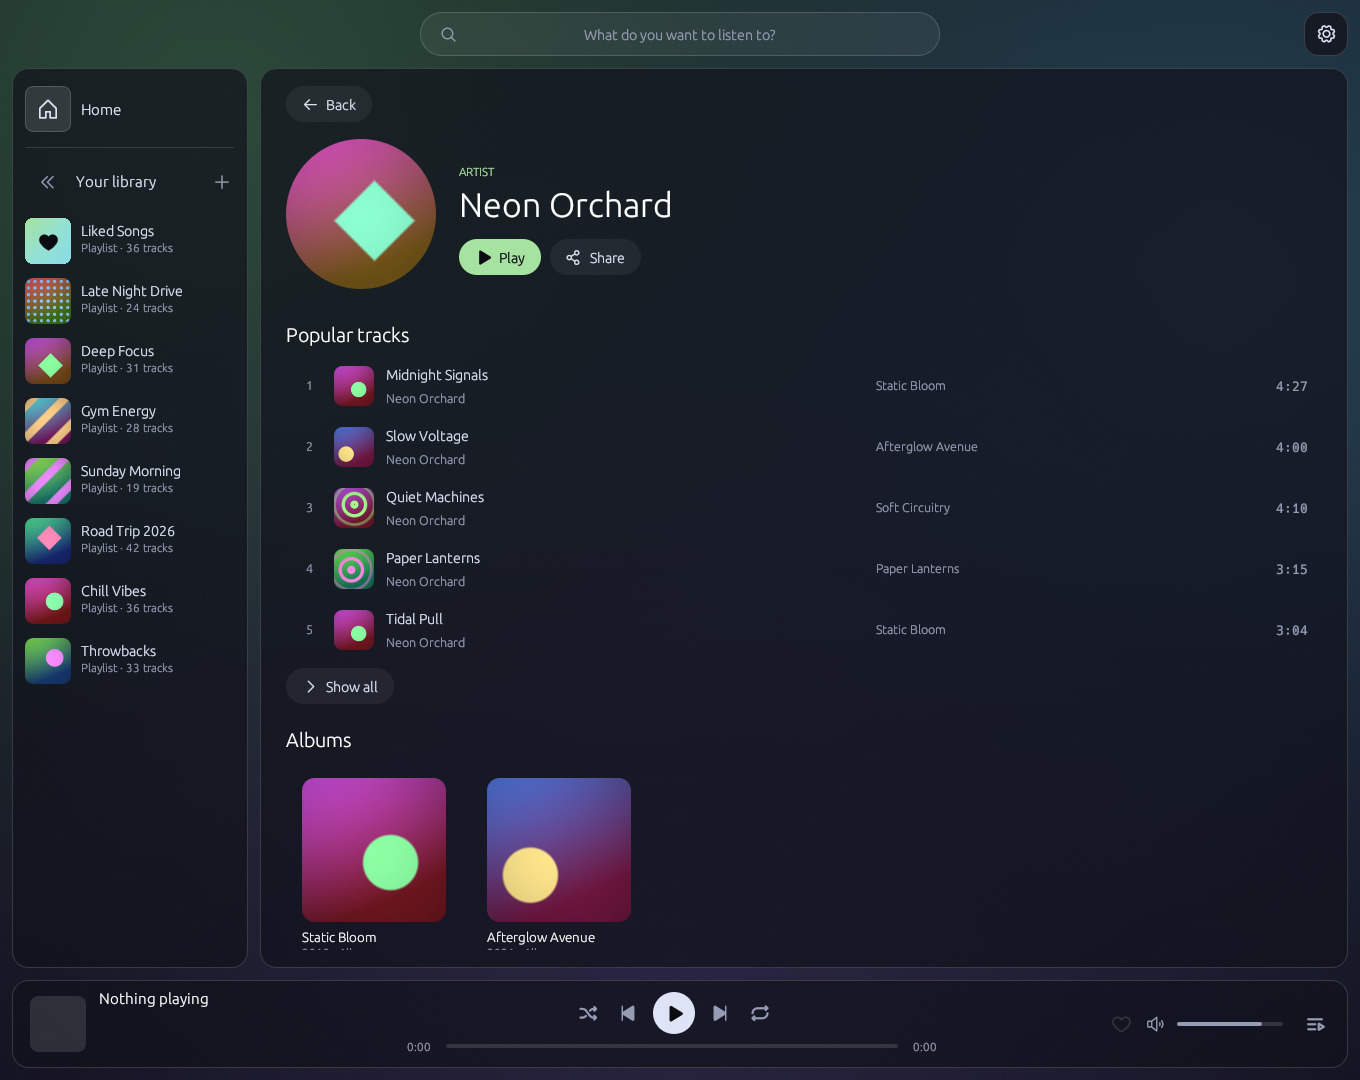 What do you want to listen to?
Home
Your library
Liked Songs
Playlist · 36 tracks
Late Night Drive
Playlist · 24 tracks
Deep Focus
Playlist · 31 tracks
Gym Energy
Playlist · 28 tracks
Sunday Morning
Playlist · 19 tracks
Road Trip 2026
Playlist · 42 tracks
Chill Vibes
Playlist · 36 tracks
Throwbacks
Playlist · 33 tracks
Back
ARTIST
Neon Orchard
Play Share
Popular tracks
1 Midnight Signals Static Bloom 4:27
Neon Orchard
2 Slow Voltage Afterglow Avenue 4:00
Neon Orchard
3 Quiet Machines Soft Circuitry 4:10
Neon Orchard
4 Paper Lanterns Paper Lanterns 3:15
Neon Orchard
5 Tidal Pull Static Bloom 3:04
Neon Orchard
Show all
Albums
Static Bloom Afterglow Avenue
Nothing playing
0:00 0:00